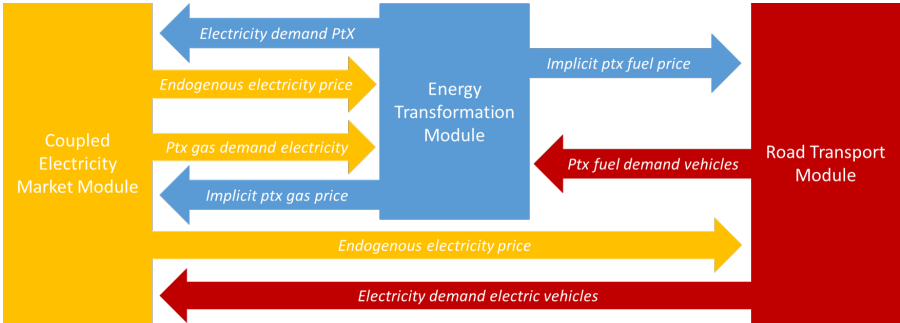 Electricity demand PtX
Endogenous electricity price
Ptx gas demand electricity
Implicit ptx gas price
Coupled
Electricity
Market Module
Energy
Transformation
Module
Implicit ptx fuel price
Ptx fuel demand vehicles
Road Transport
Module
Endogenous electricity price
Electricity demand electric vehicles